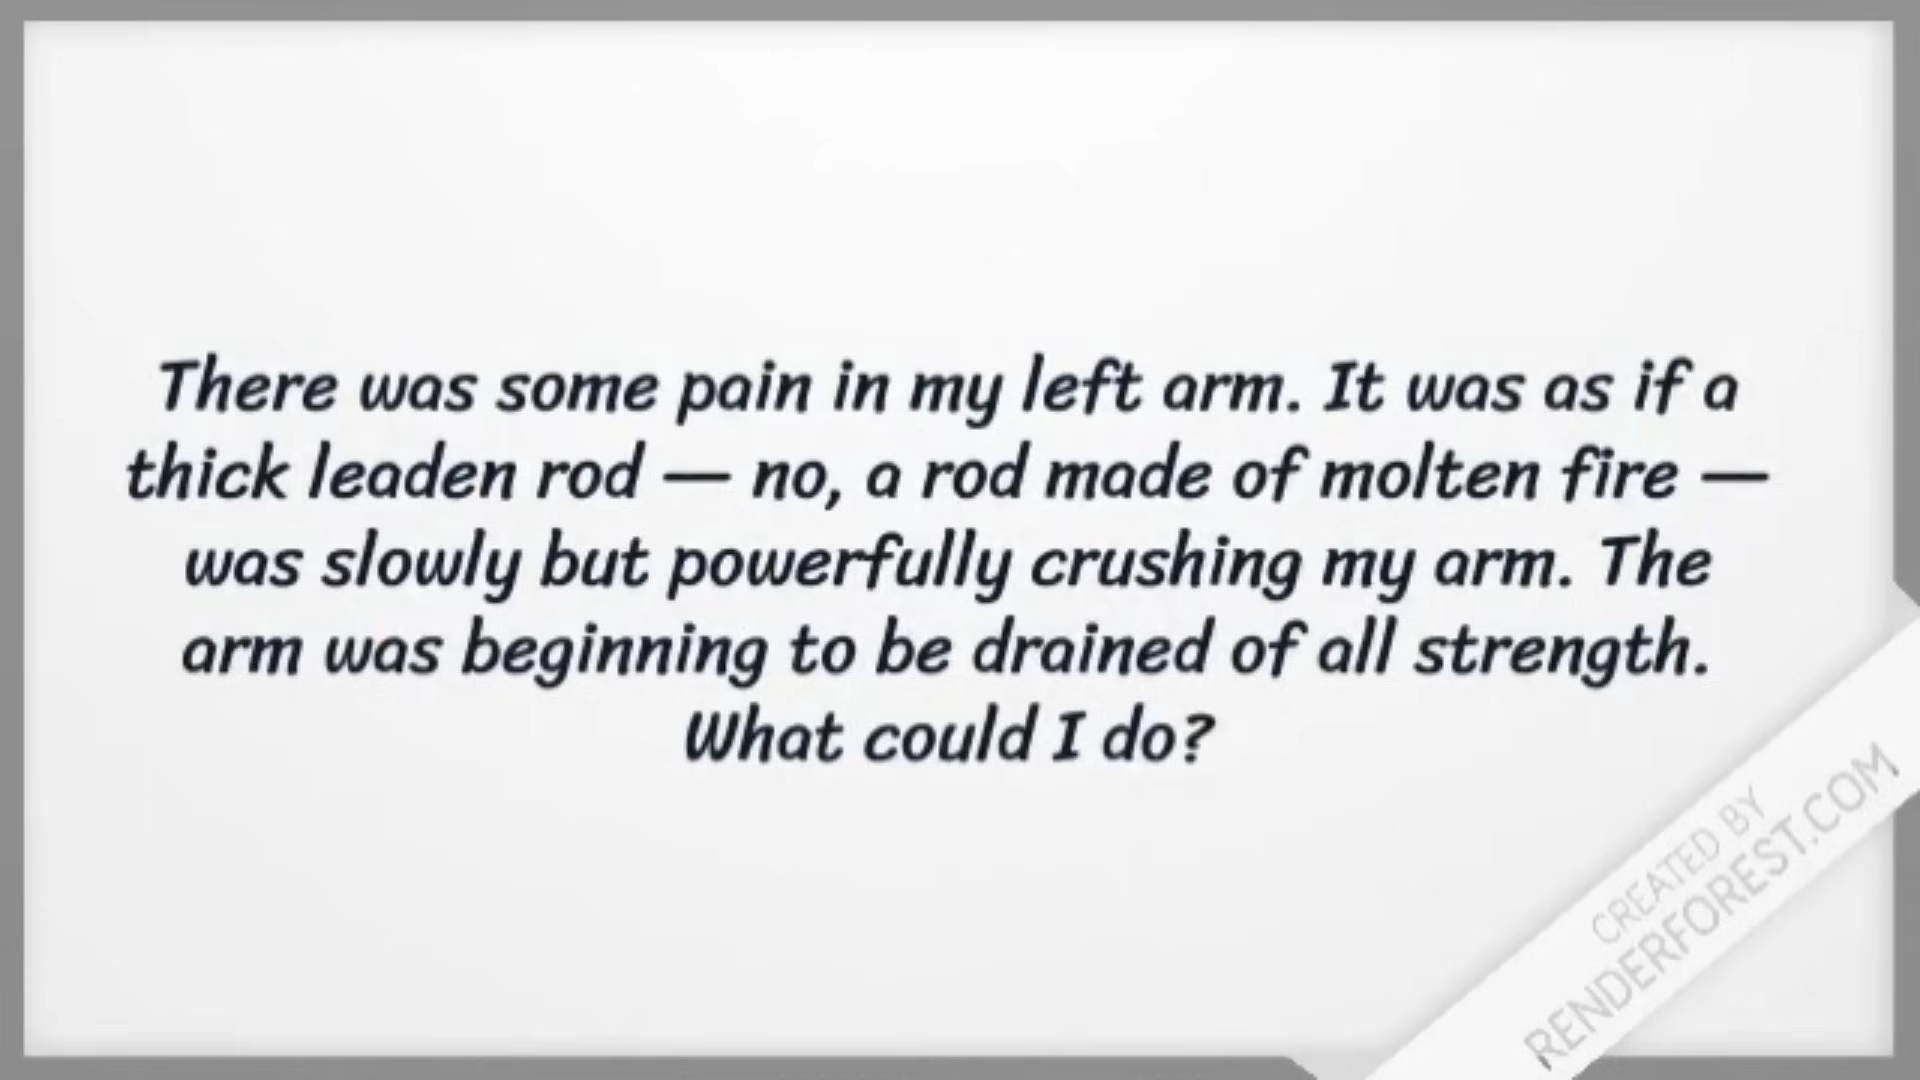 There was some pain in my left arm. It was as if a
thick leaden rod — no, a rod made of molten fire —
was slowly but powerfully crushing my arm. The
arm was beginning to be drained of all strength.
What could I do?
CREATED BY
RENDERFOREST.COM